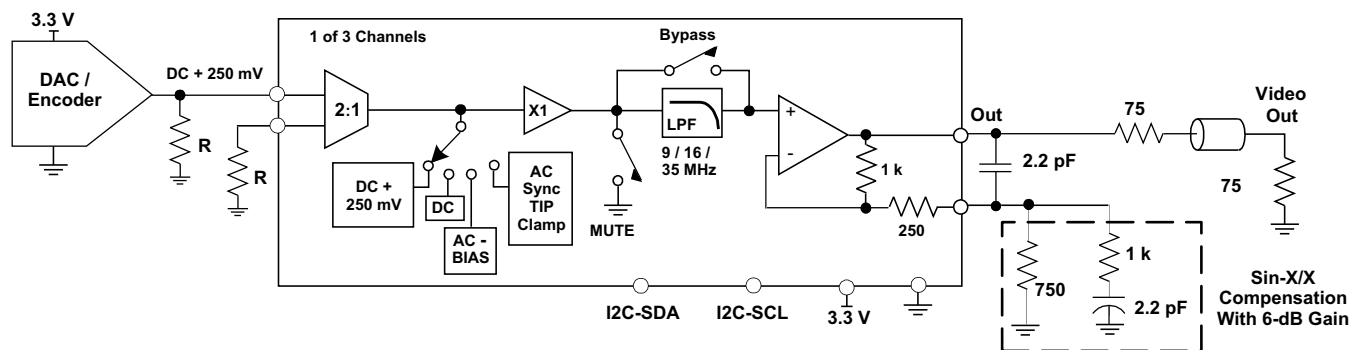 3.3 V
DAC /
Encoder
DC + 250 mV
R
R
1 of 3 Channels
2:1
DC +
250 mV
DC
AC -
BIAS
AC
Sync
TIP
Clamp
X1
Bypass
LPF
9 / 16 /
35 MHz
MUTE
+
-
1 k
250
Out
2.2 pF
75
Video
Out
75
750
1 k
2.2 pF
Sin-X/X
Compensation
With 6-dB Gain
I2C-SDA
I2C-SCL
3.3 V